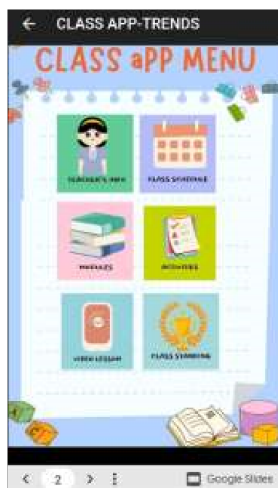 CLASS APP-TRENDS
CLASS aPP MENU
TEACHER'S INFO
CLASS SCHEDULE
MODULES
ACTIVITIES
VIDEO LESSON
CLASS STANDING
2
Google Slides